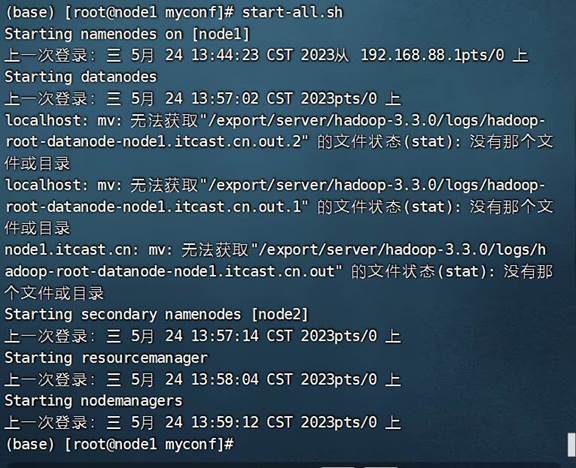 (base) [root@node1 myconf]# start-all.sh
Starting namenodes on [node1]
上一次登录: 三 5月 24 13:44:23 CST 2023从 192.168.88.1pts/0 上
Starting datanodes
上一次登录: 三 5月 24 13:57:02 CST 2023pts/0 上
localhost: mv: 无法获取"/export/server/hadoop-3.3.0/logs/hadoop-
root-datanode-node1.itcast.cn.out.2" 的文件状态(stat): 没有那个文
件或目录
localhost: mv: 无法获取"/export/server/hadoop-3.3.0/logs/hadoop-
root-datanode-node1.itcast.cn.out.1" 的文件状态(stat): 没有那个文
件或目录
node1.itcast.cn: mv: 无法获取"/export/server/hadoop-3.3.0/logs/h
adoop-root-datanode-node1.itcast.cn.out" 的文件状态(stat): 没有那
个文件或目录
Starting secondary namenodes [node2]
上一次登录: 三 5月 24 13:57:14 CST 2023pts/0 上
Starting resourcemanager
上一次登录: 三 5月 24 13:58:04 CST 2023pts/0 上
Starting nodemanagers
上一次登录: 三 5月 24 13:59:12 CST 2023pts/0 上
(base) [root@node1 myconf]#